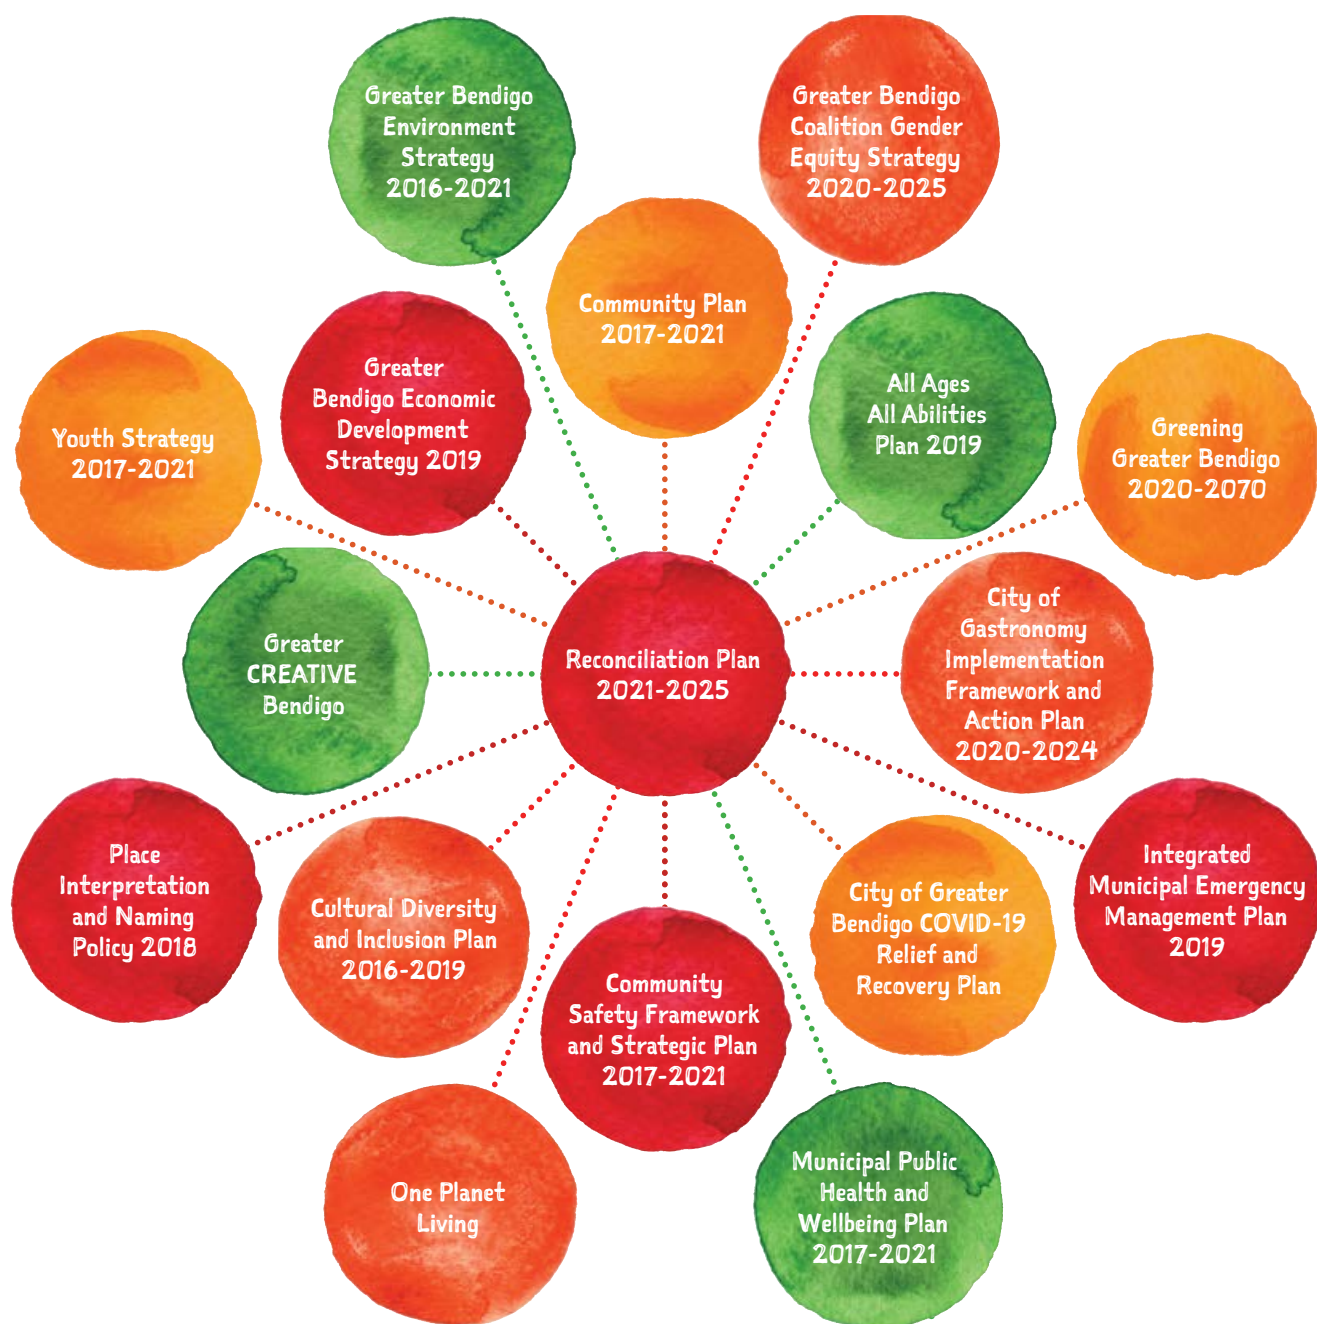 Greater Bendigo
Environment
Strategy
2016-2021
Greater Bendigo
Coalition Gender
Equity Strategy
2020-2025
Community Plan
2017-2021
Greater
Bendigo Economic
Development
Strategy 2019
All Ages
All Abilities
Plan 2019
Youth Strategy
2017-2021
Greening
Greater Bendigo
2020-2070
Greater
CREATIVE
Bendigo
Reconciliation Plan
2021-2025
City of
Gastronomy
Implementation
Framework and
Action Plan
2020-2024
Place
Interpretation
and Naming
Policy 2018
Cultural Diversity
and Inclusion Plan
2016-2019
Community
Safety Framework
and Strategic Plan
2017-2021
City of Greater
Bendigo COVID-19
Relief and
Recovery Plan
Integrated
Municipal Emergency
Management Plan
2019
One Planet
Living
Municipal Public
Health and
Wellbeing Plan
2017-2021